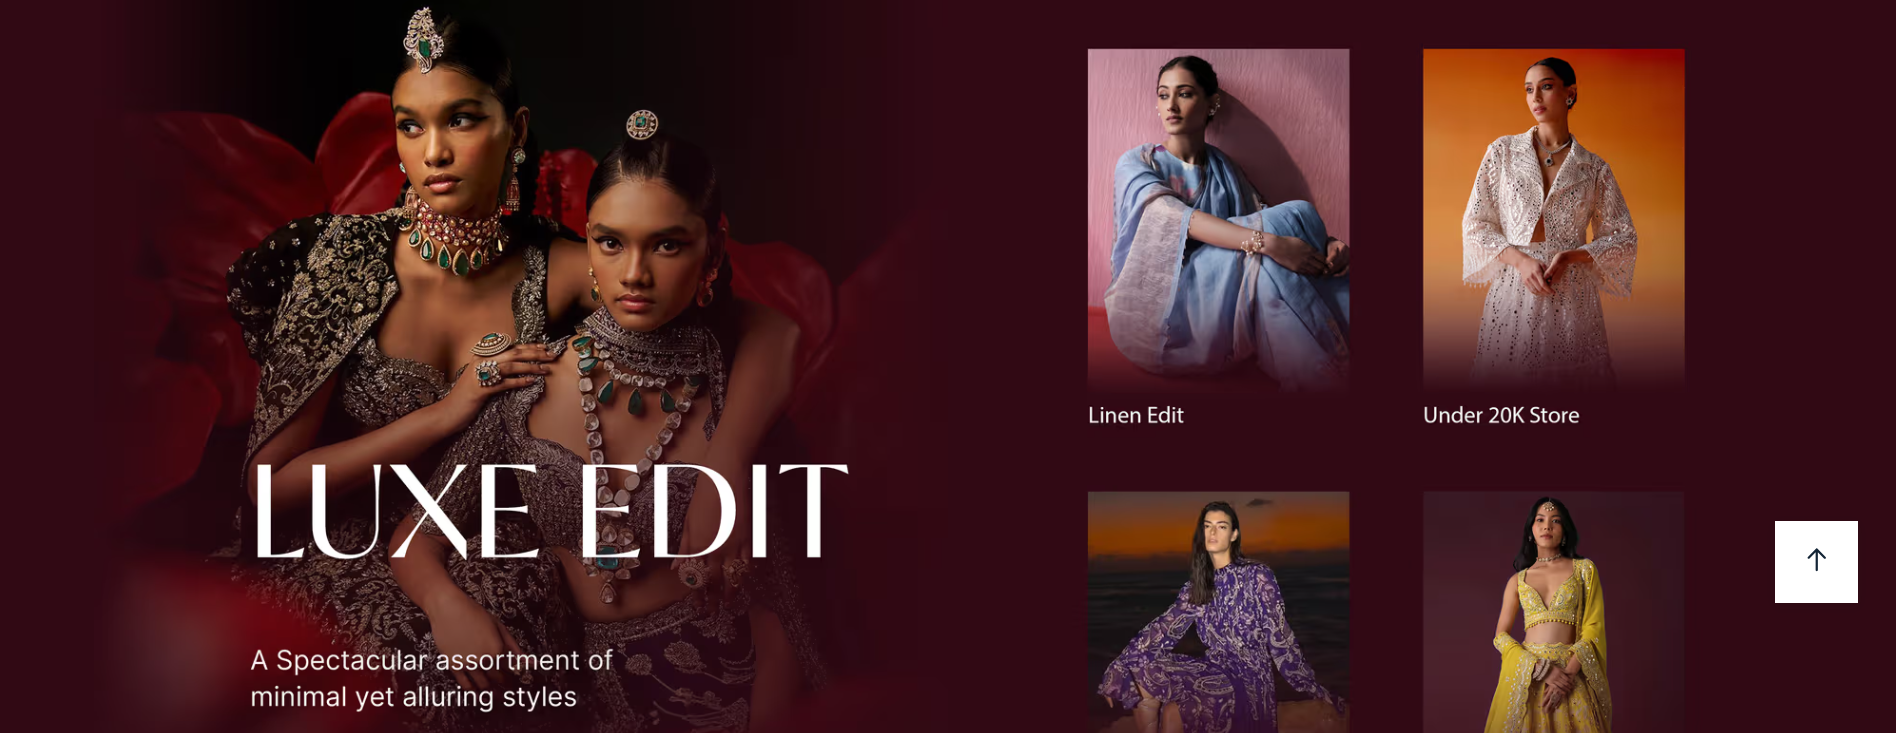 LUXE EDIT
A Spectacular assortment of
minimal yet alluring styles
Linen Edit
Under 20K Store